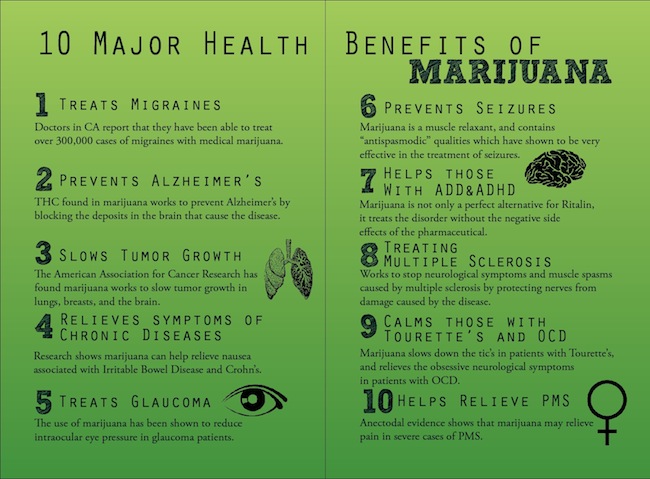 10 Major Health Benefits of
Marijuana
1 Treats Migraines
Doctors in CA report that they have been able to treat
over 300,000 cases of migraines with medical marijuana.
2 Prevents Alzheimer's
THC found in marijuana works to prevent Alzheimer's by
blocking the deposits in the brain that cause the disease.
3 Slows Tumor Growth
The American Association for Cancer Research has
found marijuana works to slow tumor growth in
lungs, breasts, and the brain.
4 Relieves symptoms of
Chronic Diseases
Research shows marijuana can help relieve nausea
associated with Irritable Bowel Disease and Crohn's.
5 Treats Glaucoma
The use of marijuana has been shown to reduce
intraocular eye pressure in glaucoma patients.
6 Prevents Seizures
Marijuana is a muscle relaxant, and contains
“antispasmodic” qualities which have shown to be very
effective in the treatment of seizures.
7 Helps those
With ADD&ADHD
Marijuana is not only a perfect alternative for Ritalin,
it treats the disorder without the negative side
effects of the pharmaceutical.
8 Treating
Multiple Sclerosis
Works to stop neurological symptoms and muscle spasms
caused by multiple sclerosis by protecting nerves from
damage caused by the disease.
9 Calms those with
Tourette's and OCD
Marijuana slows down the tic's in patients with Tourette's,
and relieves the obsessive neurological symptoms
in patients with OCD.
10 Helps Relieve PMS
Anectodal evidence shows that marijuana may relieve
pain in severe cases of PMS.